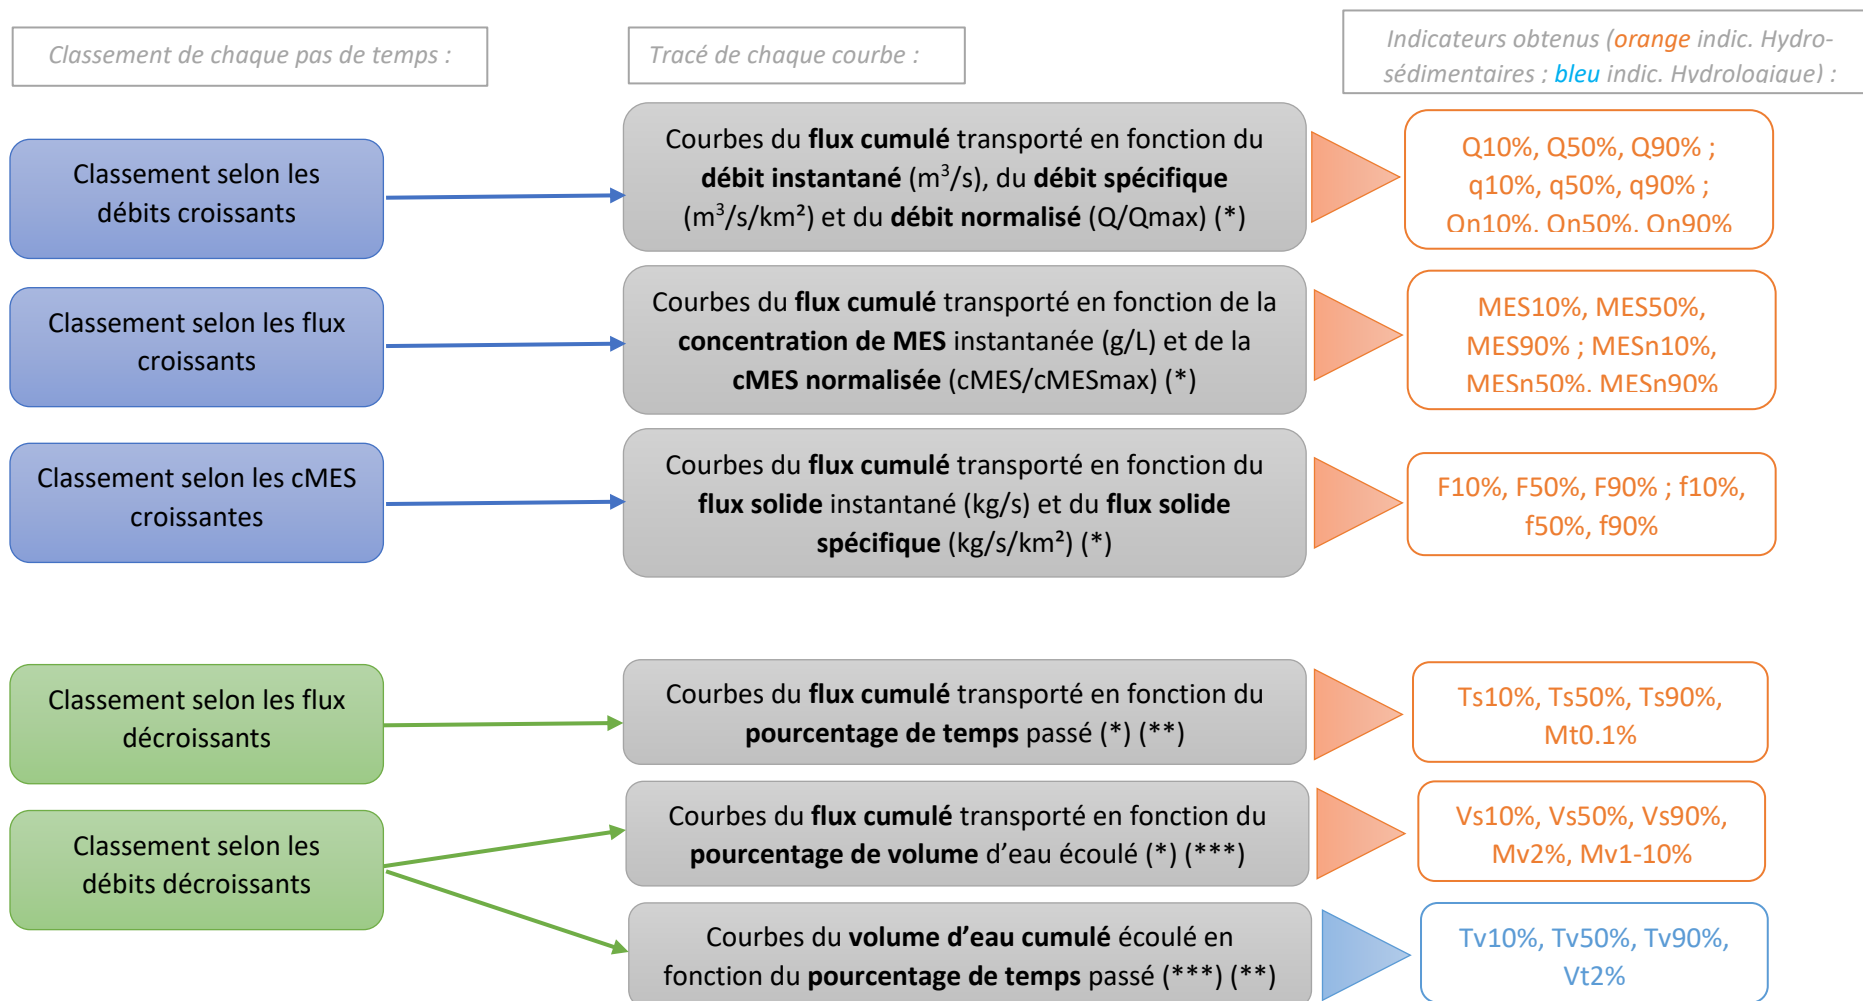 Classement de chaque pas de temps :
Tracé de chaque courbe :
Indicateurs obtenus (orange indic. Hydro-
sédimentaires ; bleu indic. Hydrologique) :
Classement selon les
débits croissants
Courbes du flux cumulé transporté en fonction du
débit instantané (m³/s), du débit spécifique
(m³/s/km²) et du débit normalisé (Q/Qmax) (*)
Q10%, Q50%, Q90% ;
q10%, q50%, q90% ;
Qn10%, Qn50%, Qn90%
Classement selon les flux
croissants
Courbes du flux cumulé transporté en fonction de la
concentration de MES instantanée (g/L) et de la
cMES normalisée (cMES/cMESmax) (*)
MES10%, MES50%,
MES90% ; MESn10%,
MESn50%, MESn90%
Classement selon les cMES
croissantes
Courbes du flux cumulé transporté en fonction du
flux solide instantané (kg/s) et du flux solide
spécifique (kg/s/km²) (*)
F10%, F50%, F90% ; f10%,
f50%, f90%
Classement selon les flux
décroissants
Courbes du flux cumulé transporté en fonction du
pourcentage de temps passé (*) (**)
Ts10%, Ts50%, Ts90%,
Mt0.1%
Classement selon les
débits décroissants
Courbes du flux cumulé transporté en fonction du
pourcentage de volume d’eau écoulé (*) (***)
Vs10%, Vs50%, Vs90%,
Mv2%, Mv1-10%
Courbes du volume d’eau cumulé écoulé en
fonction du pourcentage de temps passé (***) (**)
Tv10%, Tv50%, Tv90%,
Vt2%